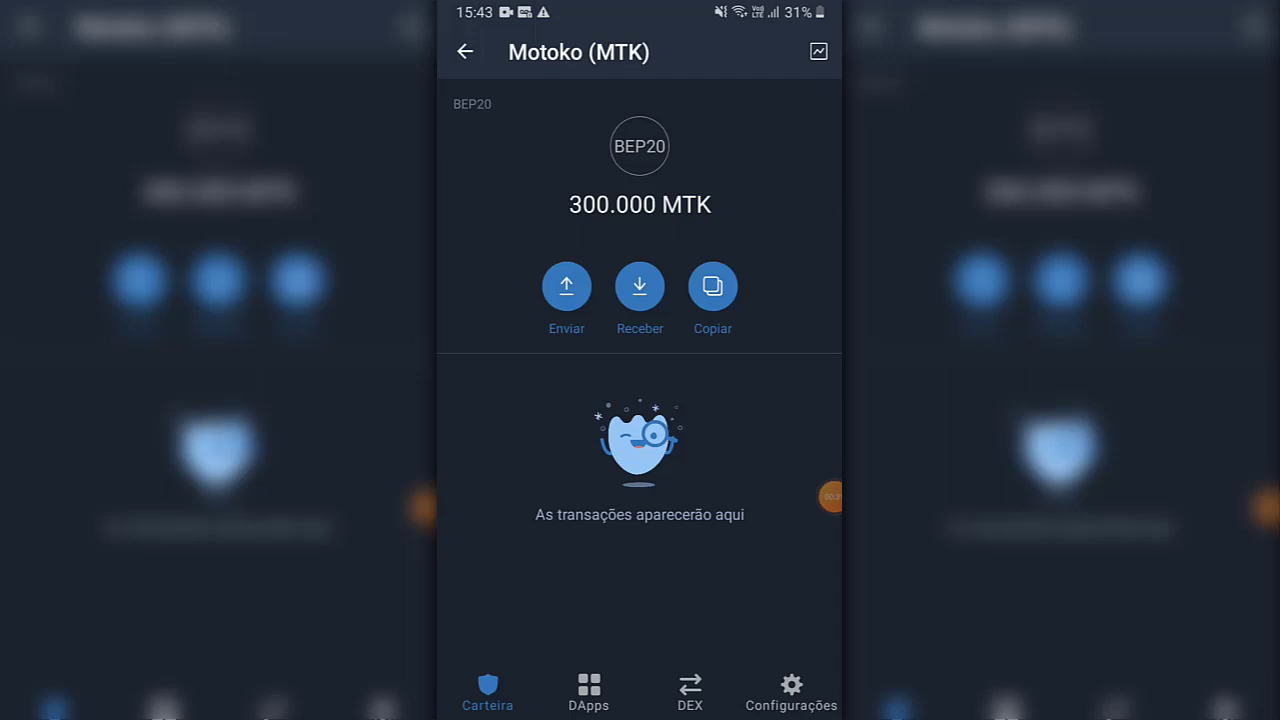 15:43 31%
Motoko (MTK)
BEP20
BEP20
300.000 MTK
Enviar Receber Copiar
As transações aparecerão aqui
Carteira DApps DEX Configurações